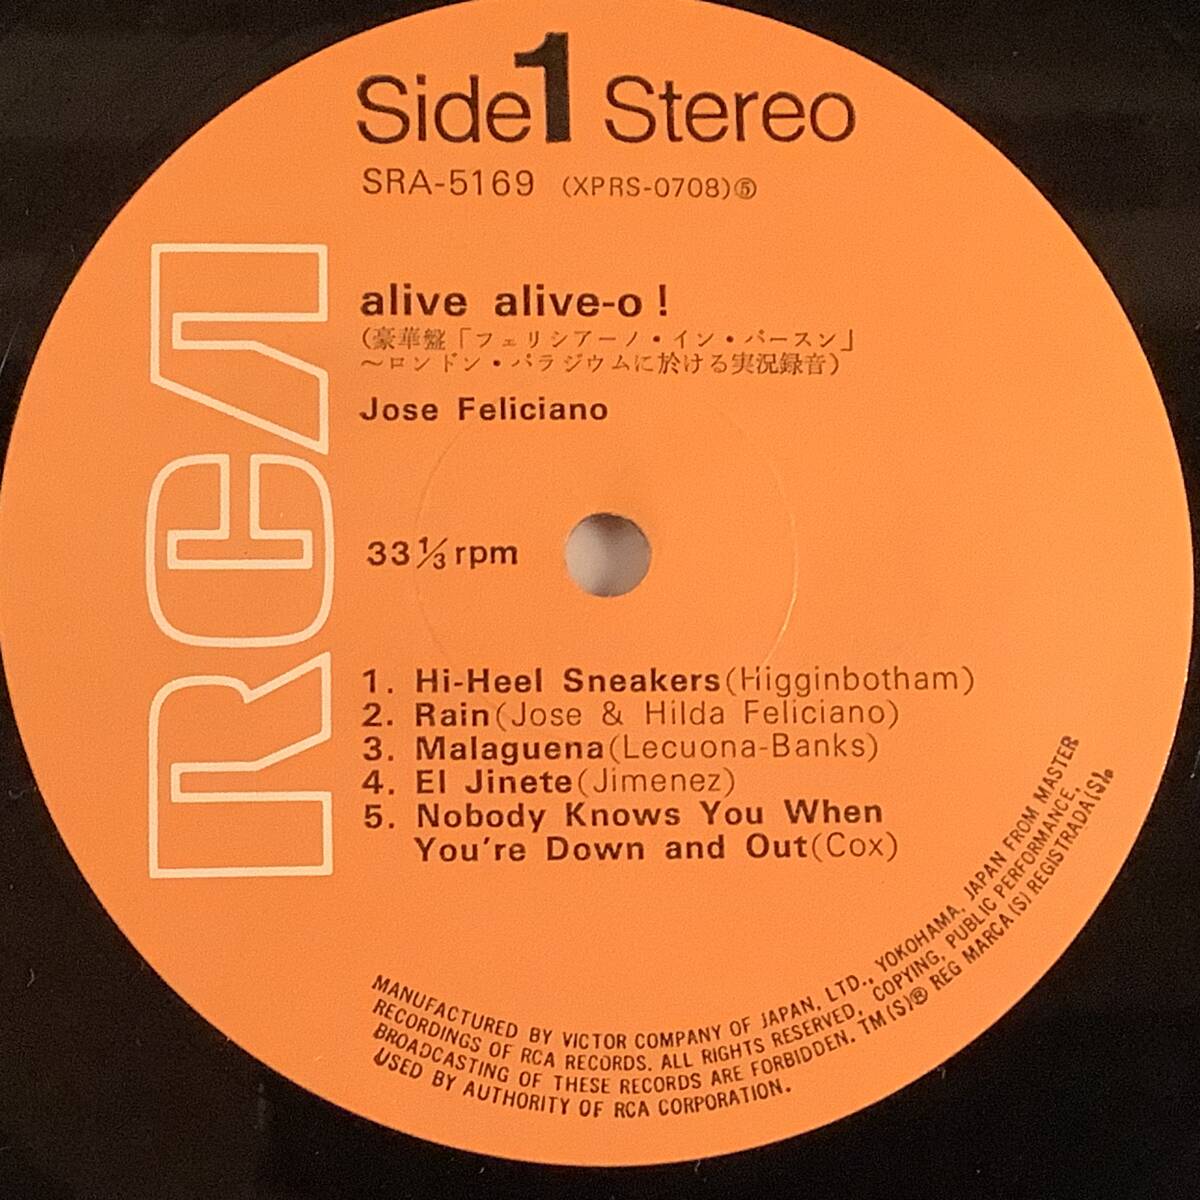 Side 1 Stereo
SRA-5169 (XPRS-0708)⑤
alive alive-o!
(豪華盤「フェリシアーノ・イン・パースン」
～ロンドン・パラジウムに於ける実況録音)
Jose Feliciano
RCA
33⅓rpm
1. Hi-Heel Sneakers(Higginbotham)
2. Rain(Jose & Hilda Feliciano)
3. Malaguena(Lecuona-Banks)
4. El Jinete(Jimenez)
5. Nobody Knows You When
You're Down and Out(Cox)
MANUFACTURED BY VICTOR COMPANY OF JAPAN, LTD., YOKOHAMA, JAPAN FROM MASTER
RECORDINGS OF RCA RECORDS. ALL RIGHTS RESERVED, COPYING, PUBLIC PERFORMANCE,
BROADCASTING OF THESE RECORDS ARE FORBIDDEN. TM(S)® REG MARCA(S) REGISTRADA(S).
USED BY AUTHORITY OF RCA CORPORATION.